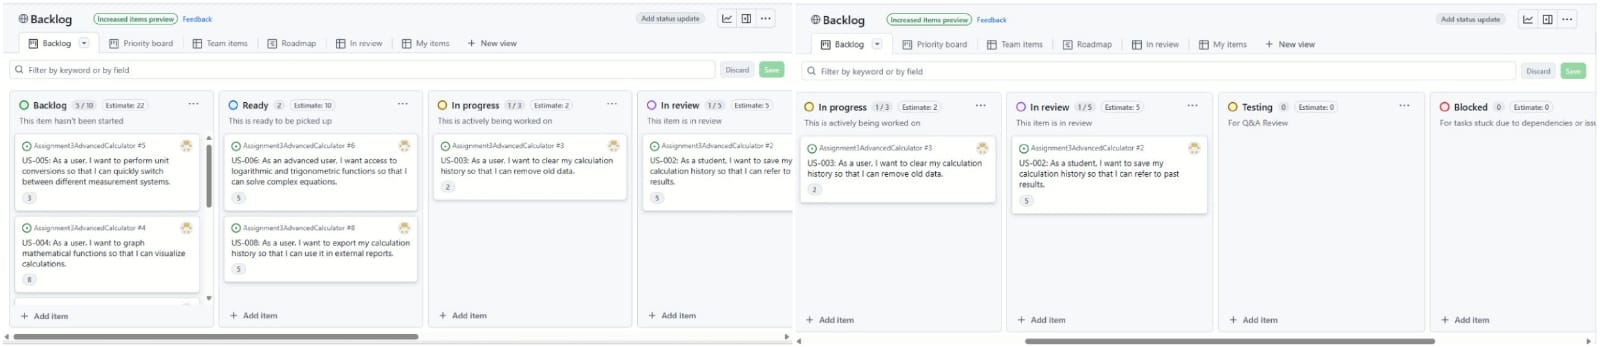 Backlog Increased items preview Feedback Add status update
Backlog Priority board Team items Roadmap In review My items + New view
Filter by keyword or by field Discard Save
Backlog 5 / 10 Estimate: 22
This item hasn't been started
Assignment3AdvancedCalculator #5
US-005: As a user, I want to perform unit
conversions so that I can quickly switch
between different measurement systems.
3
Assignment3AdvancedCalculator #4
US-004: As a user, I want to graph
mathematical functions so that I can visualize
calculations.
8
+ Add item
Ready 2 Estimate: 10
This is ready to be picked up
Assignment3AdvancedCalculator #6
US-006: As an advanced user, I want access to
logarithmic and trigonometric functions so that I
can solve complex equations.
5
Assignment3AdvancedCalculator #8
US-008: As a user, I want to export my calculation
history so that I can use it in external reports.
5
+ Add item
In progress 1 / 3 Estimate: 2
This is actively being worked on
Assignment3AdvancedCalculator #3
US-003: As a user, I want to clear my calculation
history so that I can remove old data.
2
+ Add item
In review 1 / 5 Estimate: 5
This item is in review
Assignment3AdvancedCalculator #2
US-002: As a student, I want to save my
calculation history so that I can refer to
results.
5
+ Add item
Backlog Increased items preview Feedback Add status update
Backlog Priority board Team items Roadmap In review My items + New view
Filter by keyword or by field Discard Save
In progress 1 / 3 Estimate: 2
This is actively being worked on
Assignment3AdvancedCalculator #3
US-003: As a user, I want to clear my calculation
history so that I can remove old data.
2
+ Add item
In review 1 / 5 Estimate: 5
This item is in review
Assignment3AdvancedCalculator #2
US-002: As a student, I want to save my
calculation history so that I can refer to past
results.
5
+ Add item
Testing 0 Estimate: 0
For Q&A Review
+ Add item
Blocked 0 Estimate: 0
For tasks stuck due to dependencies or issu
+ Add item